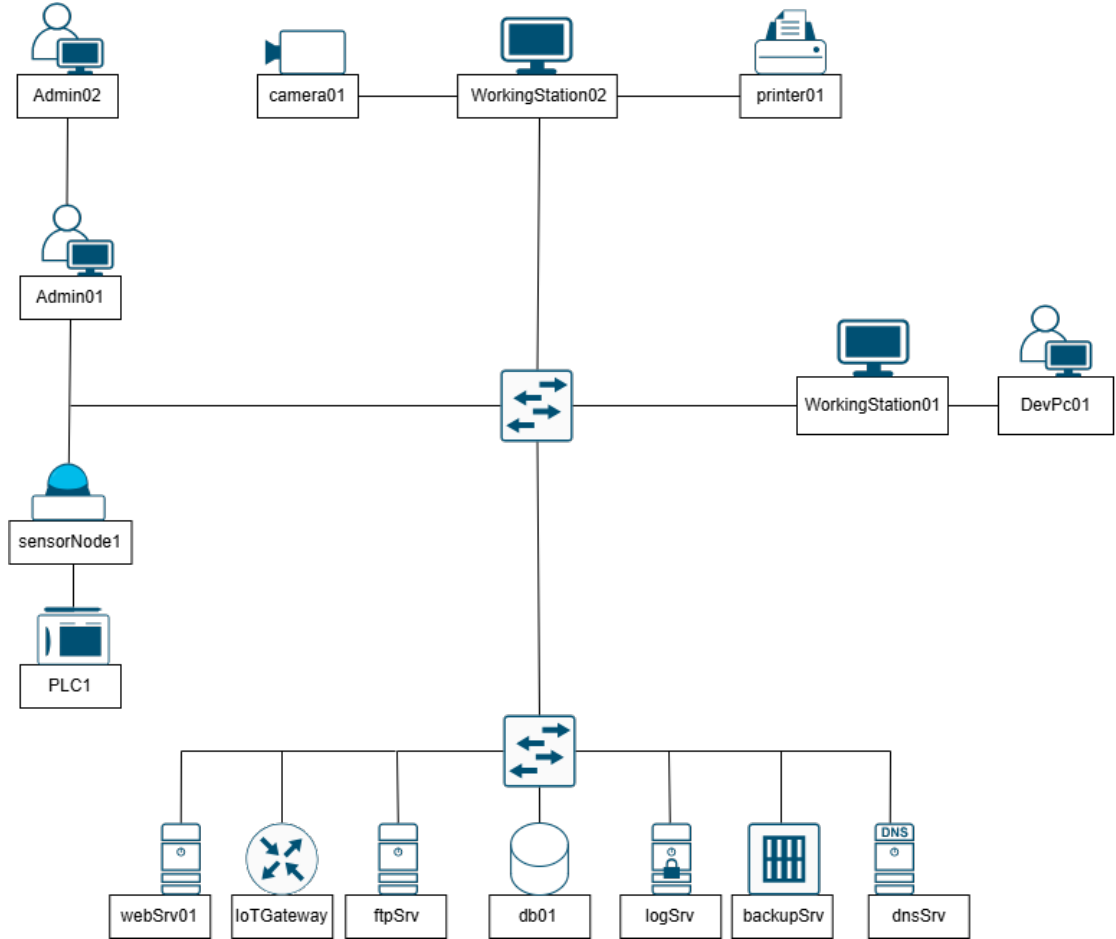 Admin02
camera01
WorkingStation02
printer01
Admin01
WorkingStation01
DevPc01
sensorNode1
PLC1
DNS
webSrv01
IoTGateway
ftpSrv
db01
logSrv
backupSrv
dnsSrv